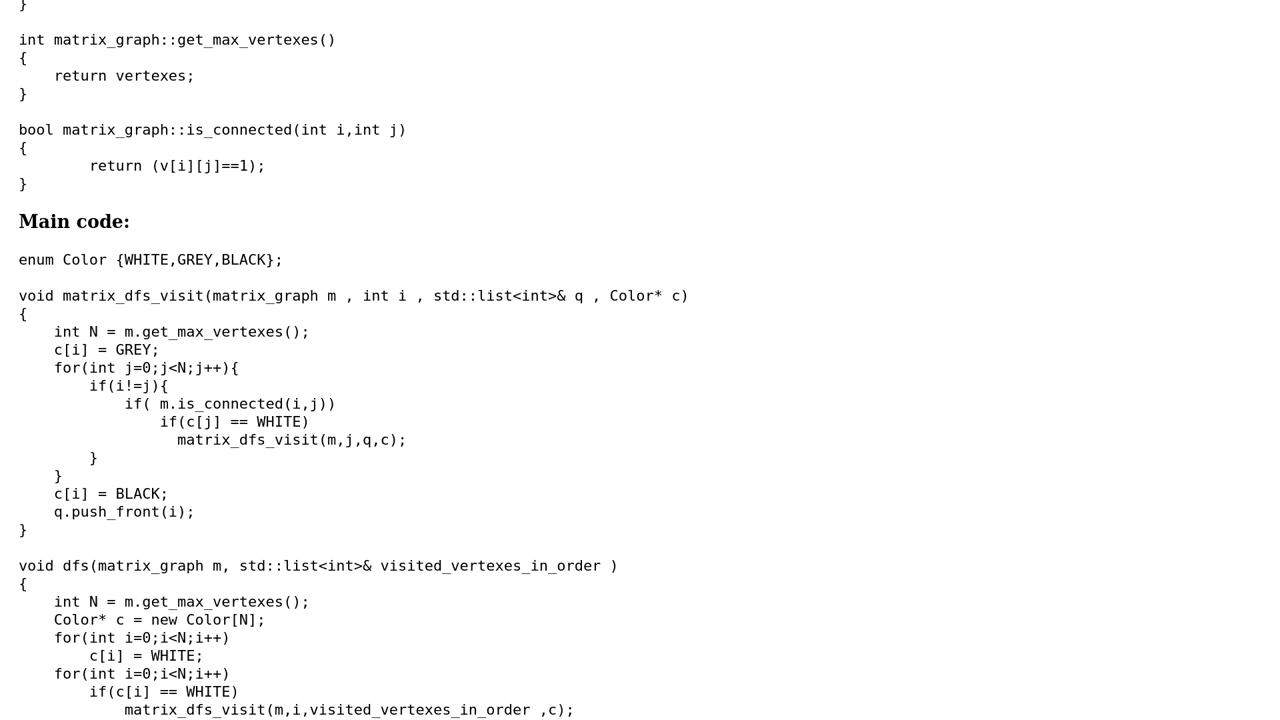 }

int matrix_graph::get_max_vertexes()
{
    return vertexes;
}

bool matrix_graph::is_connected(int i,int j)
{
        return (v[i][j]==1);
}

Main code:

enum Color {WHITE,GREY,BLACK};

void matrix_dfs_visit(matrix_graph m , int i , std::list<int>& q , Color* c)
{
    int N = m.get_max_vertexes();
    c[i] = GREY;
    for(int j=0;j<N;j++){
        if(i!=j){
            if( m.is_connected(i,j))
                if(c[j] == WHITE)
                  matrix_dfs_visit(m,j,q,c);
        }
    }
    c[i] = BLACK;
    q.push_front(i);
}

void dfs(matrix_graph m, std::list<int>& visited_vertexes_in_order )
{
    int N = m.get_max_vertexes();
    Color* c = new Color[N];
    for(int i=0;i<N;i++)
        c[i] = WHITE;
    for(int i=0;i<N;i++)
        if(c[i] == WHITE)
            matrix_dfs_visit(m,i,visited_vertexes_in_order ,c);